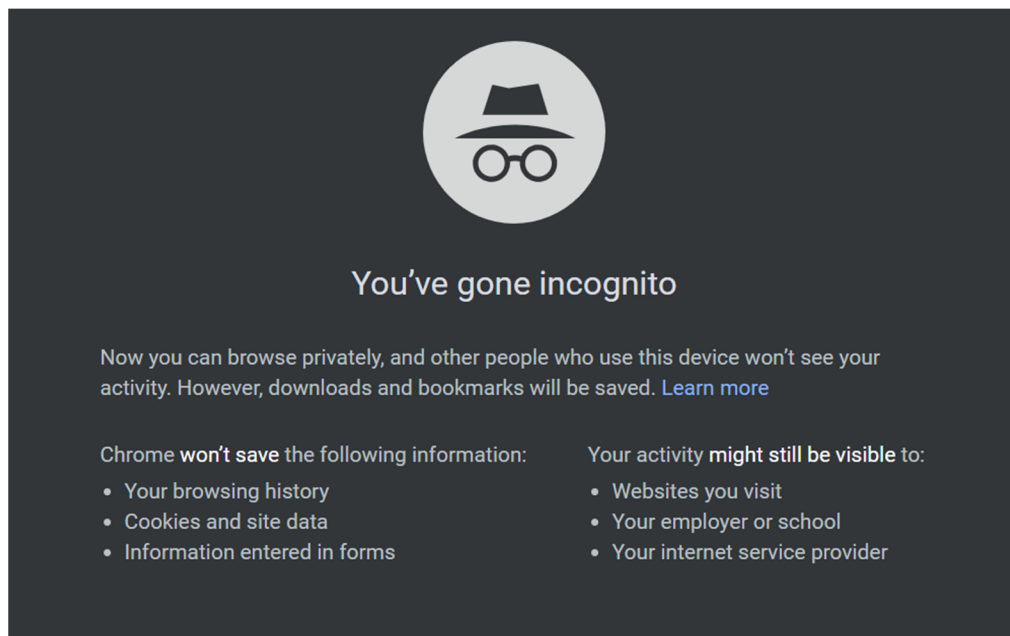 You've gone incognito
Now you can browse privately, and other people who use this device won't see your
activity. However, downloads and bookmarks will be saved. Learn more
Chrome won't save the following information:
• Your browsing history
• Cookies and site data
• Information entered in forms
Your activity might still be visible to:
• Websites you visit
• Your employer or school
• Your internet service provider